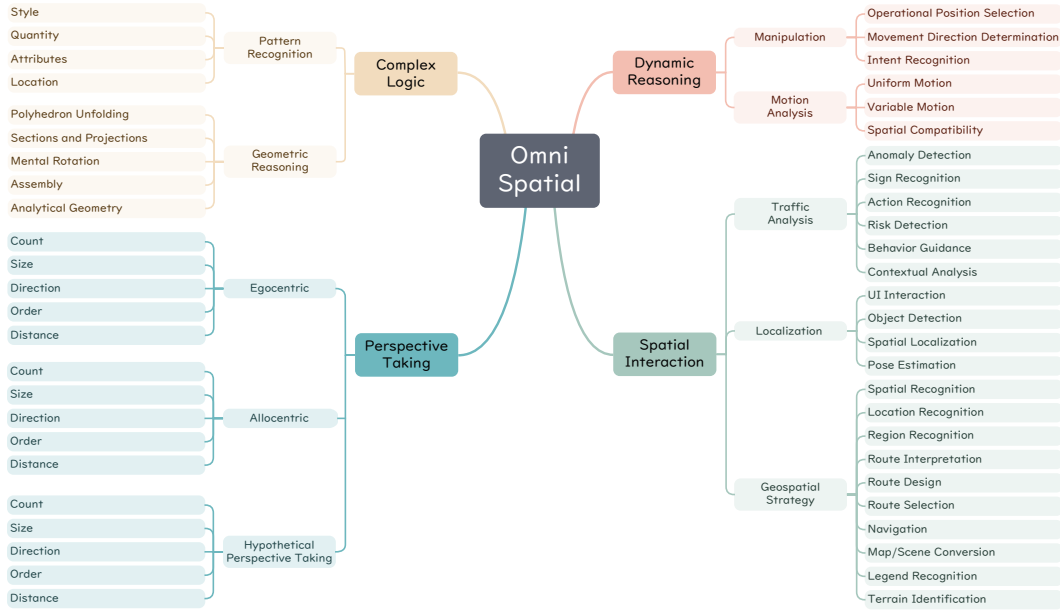 Omni
Spatial
Complex
Logic
Pattern
Recognition
Style
Quantity
Attributes
Location
Geometric
Reasoning
Polyhedron Unfolding
Sections and Projections
Mental Rotation
Assembly
Analytical Geometry
Perspective
Taking
Egocentric
Count
Size
Direction
Order
Distance
Allocentric
Count
Size
Direction
Order
Distance
Hypothetical
Perspective Taking
Count
Size
Direction
Order
Distance
Dynamic
Reasoning
Manipulation
Operational Position Selection
Movement Direction Determination
Intent Recognition
Motion
Analysis
Uniform Motion
Variable Motion
Spatial Compatibility
Spatial
Interaction
Traffic
Analysis
Anomaly Detection
Sign Recognition
Action Recognition
Risk Detection
Behavior Guidance
Contextual Analysis
Localization
UI Interaction
Object Detection
Spatial Localization
Pose Estimation
Geospatial
Strategy
Spatial Recognition
Location Recognition
Region Recognition
Route Interpretation
Route Design
Route Selection
Navigation
Map/Scene Conversion
Legend Recognition
Terrain Identification